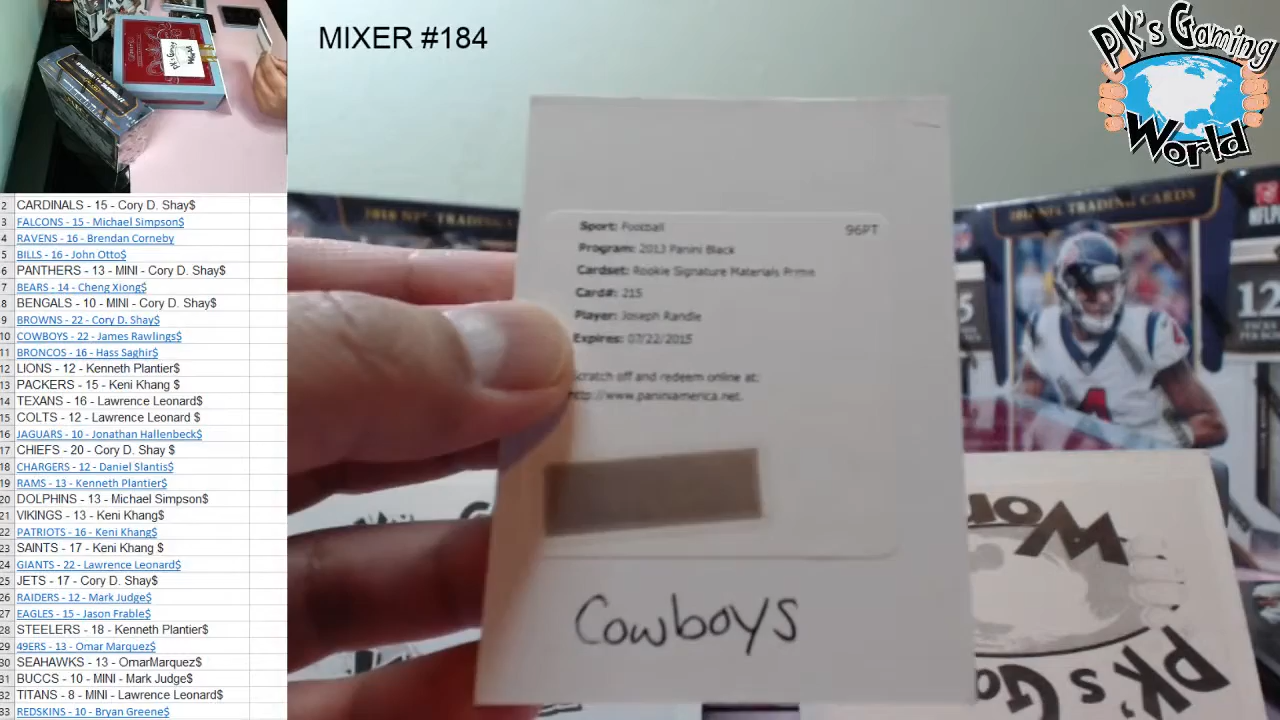 MIXER #184
PK's Gaming World
2 CARDINALS - 15 - Cory D. Shay$
3 FALCONS - 15 - Michael Simpson$
4 RAVENS - 16 - Brendan Corneby
5 BILLS - 16 - John Otto$
6 PANTHERS - 13 - MINI - Cory D. Shay$
7 BEARS - 14 - Cheng Xiong$
8 BENGALS - 10 - MINI - Cory D. Shay$
9 BROWNS - 22 - Cory D. Shay$
10 COWBOYS - 22 - James Rawlings$
11 BRONCOS - 16 - Hass Saghir$
12 LIONS - 12 - Kenneth Plantier$
13 PACKERS - 15 - Keni Khang $
14 TEXANS - 16 - Lawrence Leonard$
15 COLTS - 12 - Lawrence Leonard $
16 JAGUARS - 10 - Jonathan Hallenbeck$
17 CHIEFS - 20 - Cory D. Shay $
18 CHARGERS - 12 - Daniel Slantis$
19 RAMS - 13 - Kenneth Plantier$
20 DOLPHINS - 13 - Michael Simpson$
21 VIKINGS - 13 - Keni Khang$
22 PATRIOTS - 16 - Keni Khang$
23 SAINTS - 17 - Keni Khang $
24 GIANTS - 22 - Lawrence Leonard$
25 JETS - 17 - Cory D. Shay$
26 RAIDERS - 12 - Mark Judge$
27 EAGLES - 15 - Jason Frable$
28 STEELERS - 18 - Kenneth Plantier$
29 49ERS - 13 - Omar Marquez$
30 SEAHAWKS - 13 - OmarMarquez$
31 BUCCS - 10 - MINI - Mark Judge$
32 TITANS - 8 - MINI - Lawrence Leonard$
33 REDSKINS - 10 - Bryan Greene$
Sport: Football 96PT
Program: 2013 Panini Black
Cardset: Rookie Signature Materials Prime
Card#: 215
Player: Joseph Randle
Expires: 07/22/2015
Scratch off and redeem online at:
http://www.paniniamerica.net.
Cowboys
NFL TRADING CARDS
NFL TRADING CARDS
12
World
PK's Ga